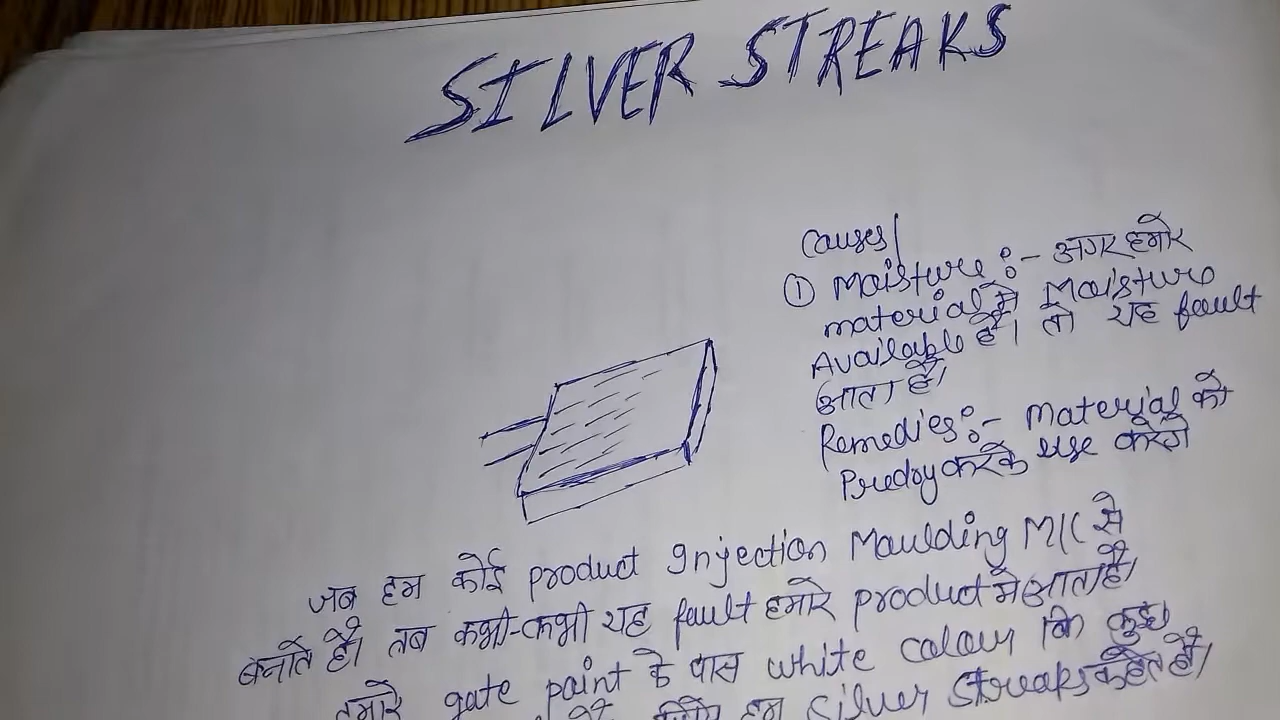 SILVER STREAKS
Causes
① Moisture :- अगर हमारे
material में Moisture
Available है। तो यह fault
आता है।
Remedies :- Material को
Predry करके use करेंगे
जब हम कोई product Injection Maulding M/C से
बनाते है। तब कभी-कभी यह fault हमारे product में आता है।
हमारे gate point के पास white colour कि कुछ
हम Silver Streaks कहते है।